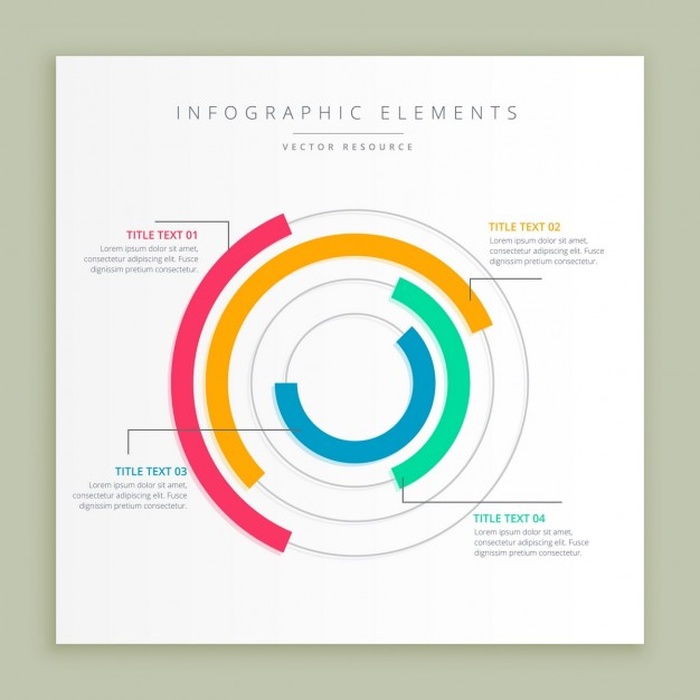 INFOGRAPHIC ELEMENTS
VECTOR RESOURCE
TITLE TEXT 01
Lorem ipsum dolor sit amet,
consectetur adipiscing elit. Fusce
dignissim pretium consectetur.
TITLE TEXT 02
Lorem ipsum dolor sit amet,
consectetur adipiscing elit. Fusce
dignissim pretium consectetur.
TITLE TEXT 03
Lorem ipsum dolor sit amet,
consectetur adipiscing elit. Fusce
dignissim pretium consectetur.
TITLE TEXT 04
Lorem ipsum dolor sit amet,
consectetur adipiscing elit. Fusce
dignissim pretium consectetur.